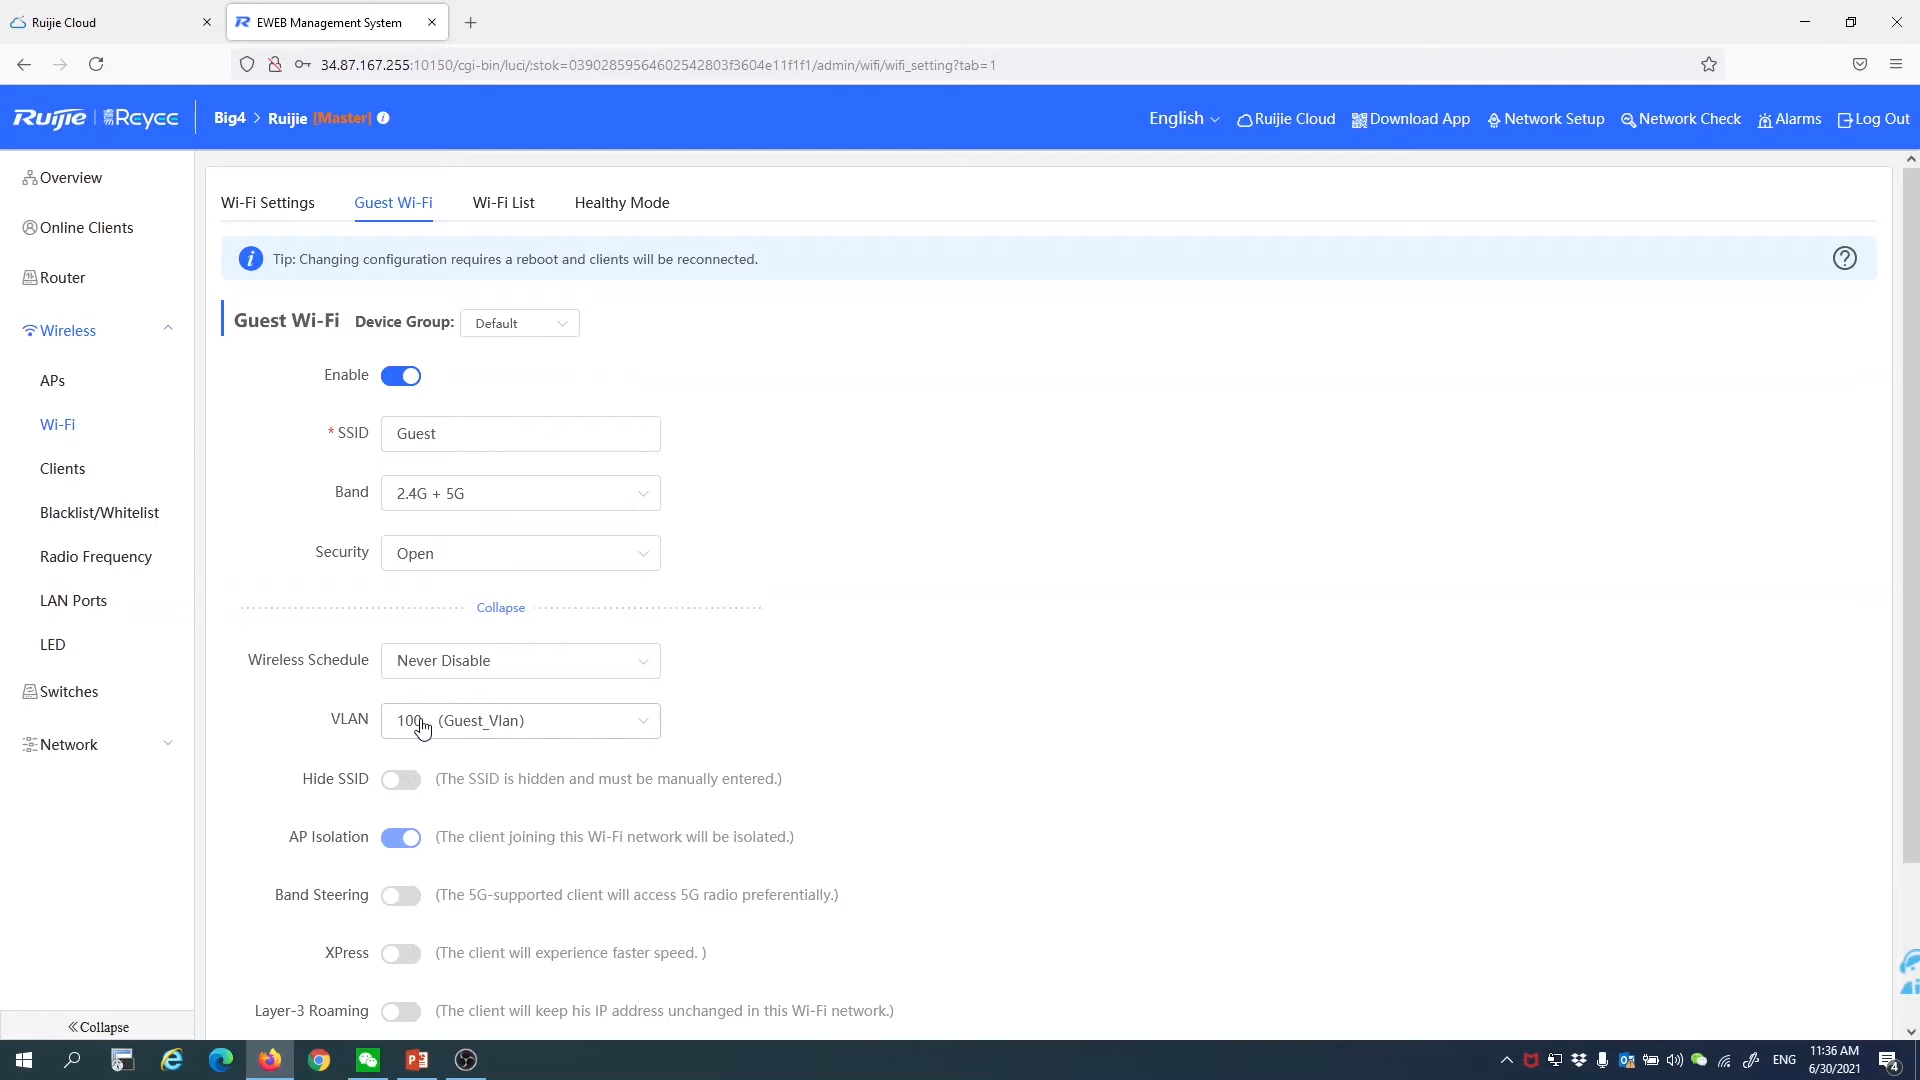 Ruijie Cloud
EWEB Management System
34.87.167.255:10150/cgi-bin/luci/;stok=03902859564602542803f3604e11f1f1/admin/wifi/wifi_setting?tab=1
Ruijie | Reyee
Big4 > Ruijie [Master]
English
Ruijie Cloud
Download App
Network Setup
Network Check
Alarms
Log Out
Overview
Online Clients
Router
Wireless
APs
Wi-Fi
Clients
Blacklist/Whitelist
Radio Frequency
LAN Ports
LED
Switches
Network
«Collapse
Wi-Fi Settings
Guest Wi-Fi
Wi-Fi List
Healthy Mode
Tip: Changing configuration requires a reboot and clients will be reconnected.
Guest Wi-Fi Device Group: Default
Enable
* SSID Guest
Band 2.4G + 5G
Security Open
Collapse
Wireless Schedule Never Disable
VLAN 100 (Guest_Vlan)
Hide SSID (The SSID is hidden and must be manually entered.)
AP Isolation (The client joining this Wi-Fi network will be isolated.)
Band Steering (The 5G-supported client will access 5G radio preferentially.)
XPress (The client will experience faster speed. )
Layer-3 Roaming (The client will keep his IP address unchanged in this Wi-Fi network.)
ENG
11:36 AM
6/30/2021
4